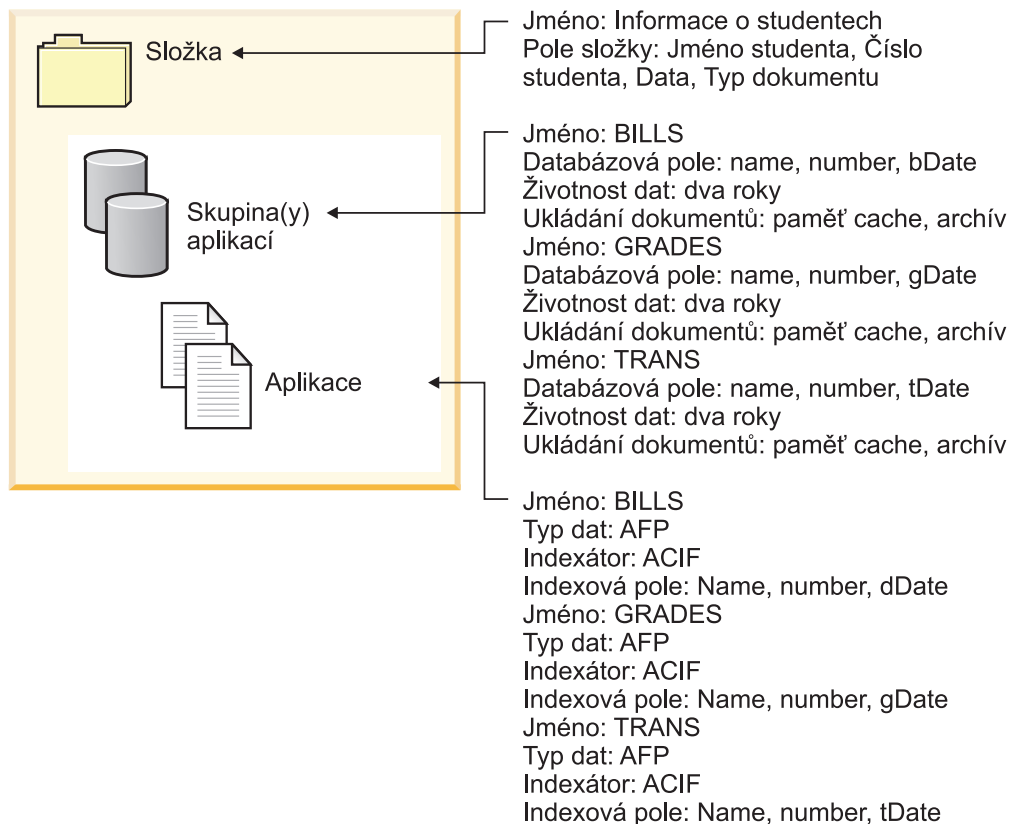 Složka
Jméno: Informace o studentech
Pole složky: Jméno studenta, Číslo
studenta, Data, Typ dokumentu
Skupina(y)
aplikací
Jméno: BILLS
Databázová pole: name, number, bDate
Životnost dat: dva roky
Ukládání dokumentů: paměť cache, archív
Jméno: GRADES
Databázová pole: name, number, gDate
Životnost dat: dva roky
Ukládání dokumentů: paměť cache, archív
Jméno: TRANS
Databázová pole: name, number, tDate
Životnost dat: dva roky
Ukládání dokumentů: paměť cache, archív
Aplikace
Jméno: BILLS
Typ dat: AFP
Indexátor: ACIF
Indexová pole: Name, number, dDate
Jméno: GRADES
Typ dat: AFP
Indexátor: ACIF
Indexová pole: Name, number, gDate
Jméno: TRANS
Typ dat: AFP
Indexátor: ACIF
Indexová pole: Name, number, tDate